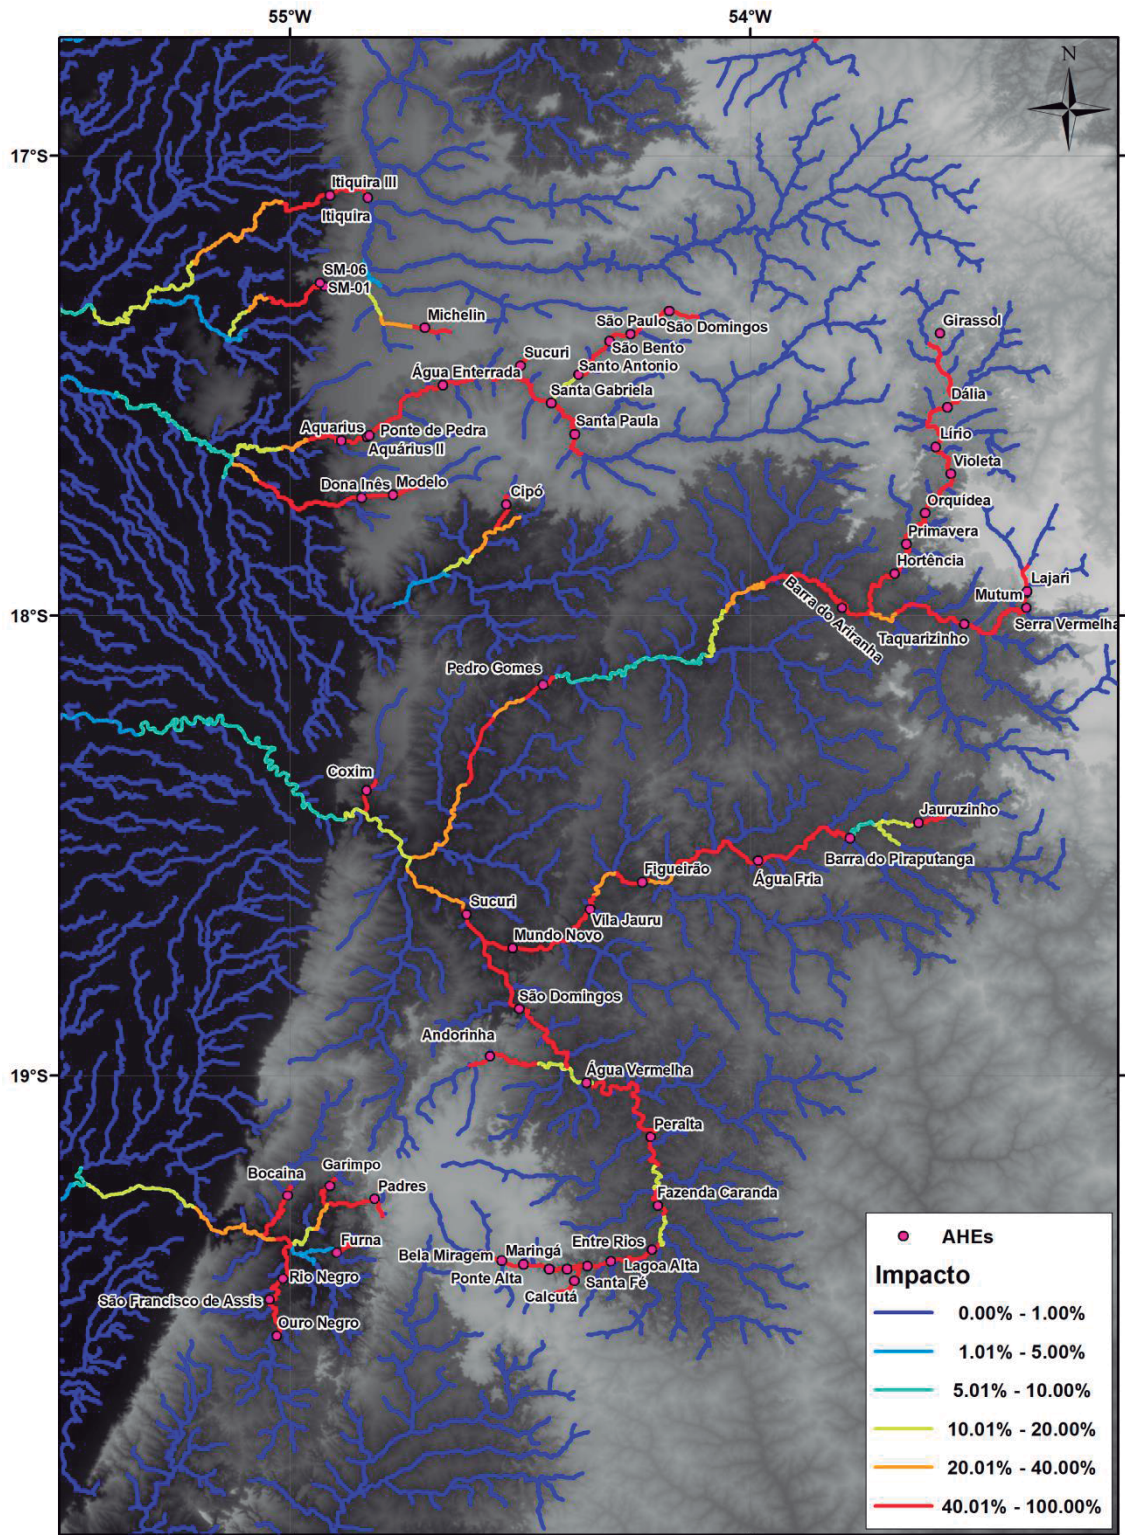 55°W
54°W
N
17°S
Itiquira III
Itiquira
SM-06
SM-01
Michelin
São Paulo
São Domingos
São Bento
Girassol
Sucuri
Santo Antonio
Água Enterrada
Santa Gabriela
Dália
Aquarius
Ponte de Pedra
Aquárius II
Santa Paula
Lírio
Violeta
Dona Inês
Modelo
Cipó
Orquidea
Primavera
Hortência
Lajari
Mutum
18°S
Barra do Ariranha
Taquarizinho
Serra Vermelha
Pedro Gomes
Coxim
Jauruzinho
Barra do Piraputanga
Figueirão
Água Fria
Sucuri
Vila Jauru
Mundo Novo
São Domingos
Andorinha
19°S
Água Vermelha
Peralta
Bocaina
Garimpo
Padres
Fazenda Caranda
Furna
Entre Rios
Bela Miragem
Maringá
Lagoa Alta
Ponte Alta
Santa Fé
Calcutá
Rio Negro
São Francisco de Assis
Ouro Negro
AHEs
Impacto
0.00% - 1.00%
1.01% - 5.00%
5.01% - 10.00%
10.01% - 20.00%
20.01% - 40.00%
40.01% - 100.00%